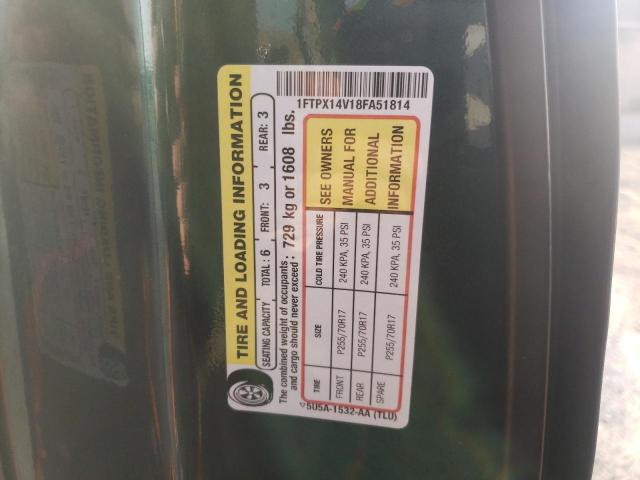 TIRE AND LOADING INFORMATION
SEATING CAPACITY TOTAL: 6 FRONT: 3 REAR: 3
The combined weight of occupants and cargo should never exceed : 729 kg or 1608 lbs.
1FTPX14V18FA51814
TIRE SIZE COLD TIRE PRESSURE SEE OWNERS
FRONT P255/70R17 240 KPA, 35 PSI MANUAL FOR
REAR P255/70R17 240 KPA, 35 PSI ADDITIONAL
SPARE P255/70R17 240 KPA, 35 PSI INFORMATION
5U5A-1532-AA (TLU)